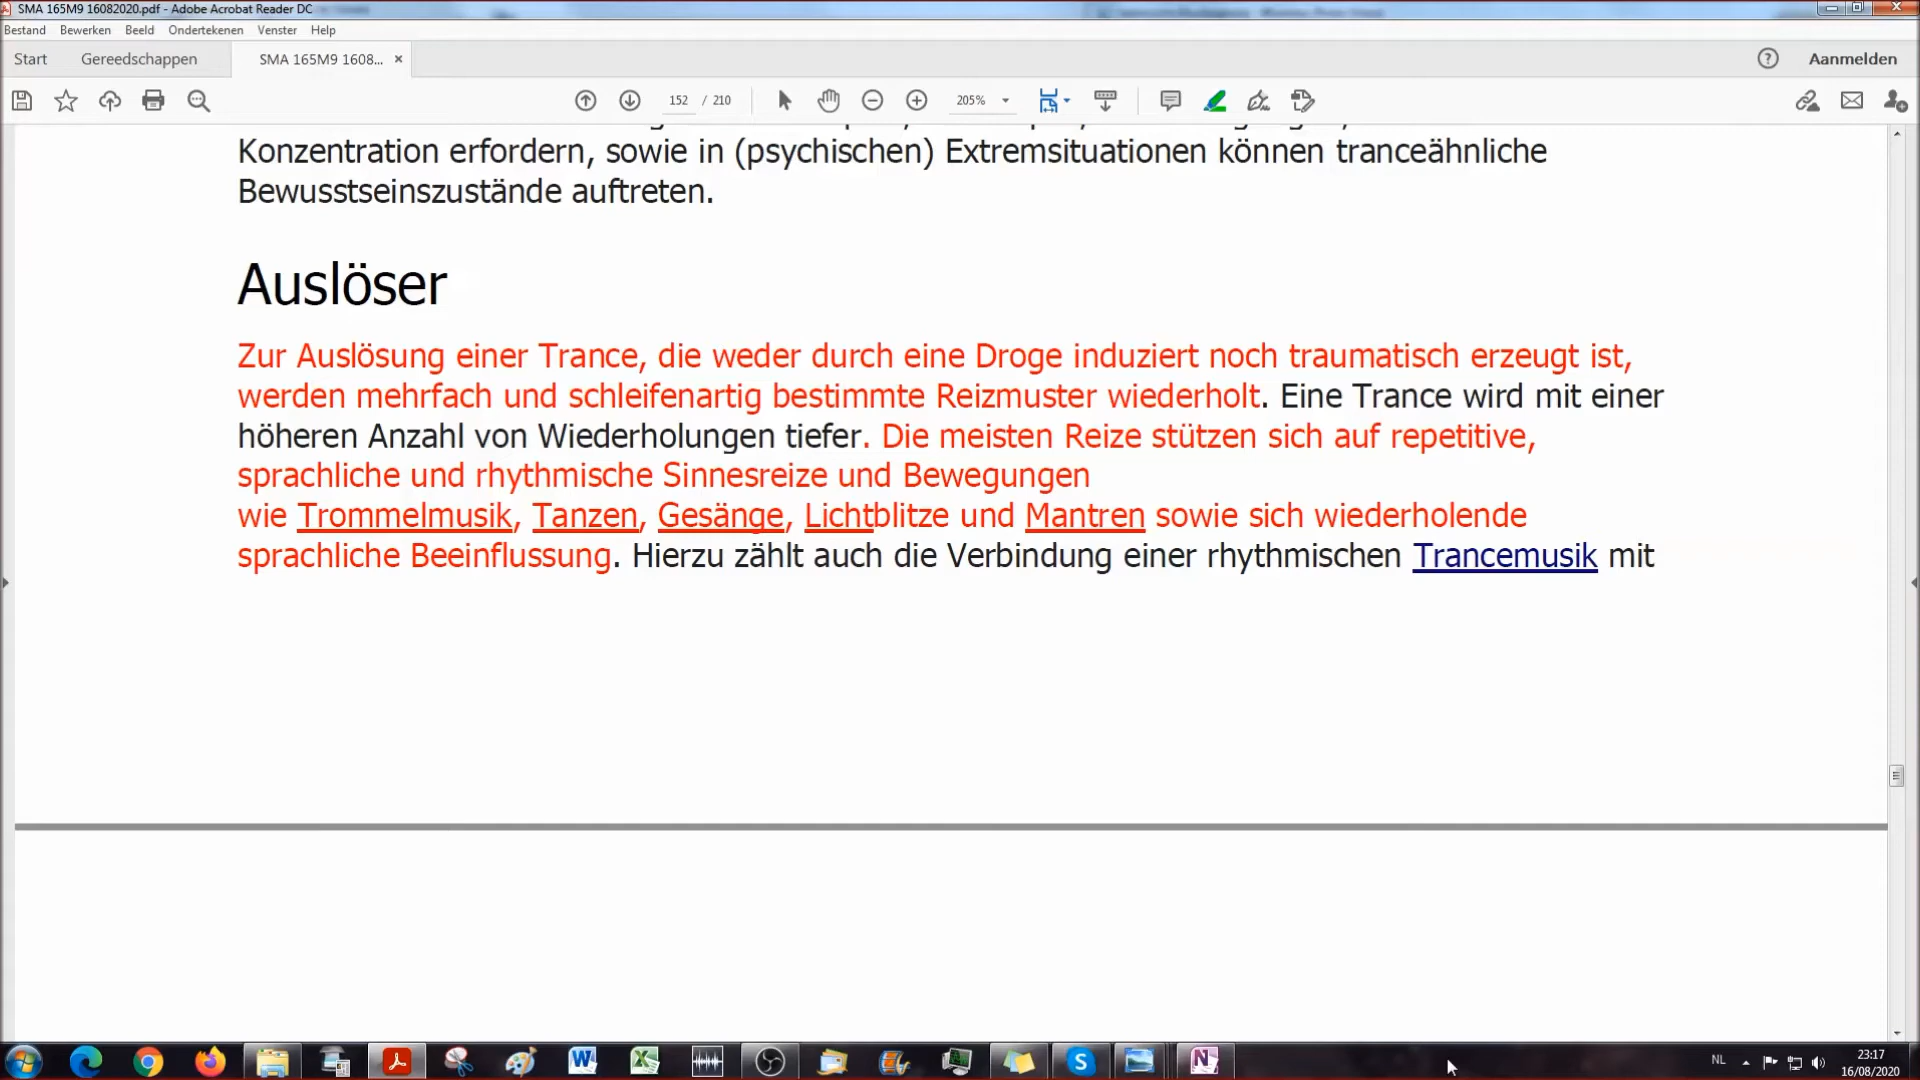 SMA 165M9 16082020.pdf - Adobe Acrobat Reader DC
Bestand Bewerken Beeld Ondertekenen Venster Help
Start Gereedschappen SMA 165M9 1608... × Aanmelden
152 / 210 205%
Konzentration erfordern, sowie in (psychischen) Extremsituationen können tranceähnliche
Bewusstseinszustände auftreten.
Auslöser
Zur Auslösung einer Trance, die weder durch eine Droge induziert noch traumatisch erzeugt ist,
werden mehrfach und schleifenartig bestimmte Reizmuster wiederholt. Eine Trance wird mit einer
höheren Anzahl von Wiederholungen tiefer. Die meisten Reize stützen sich auf repetitive,
sprachliche und rhythmische Sinnesreize und Bewegungen
wie Trommelmusik, Tanzen, Gesänge, Lichtblitze und Mantren sowie sich wiederholende
sprachliche Beeinflussung. Hierzu zählt auch die Verbindung einer rhythmischen Trancemusik mit
NL 23:17
16/08/2020